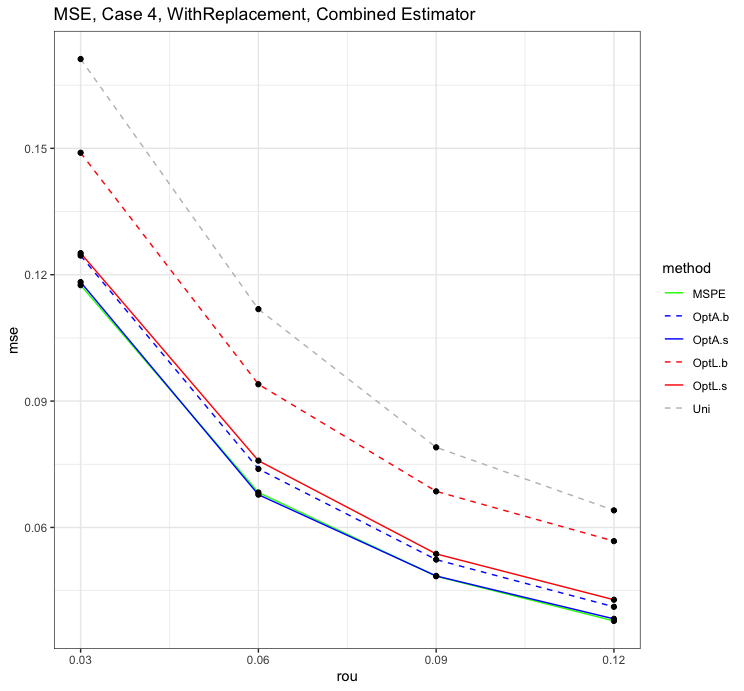 MSE, Case 4, WithReplacement, Combined Estimator
mse
0.15
0.12
0.09
0.06
0.03 0.06 0.09 0.12
rou
method
MSPE
OptA.b
OptA.s
OptL.b
OptL.s
Uni